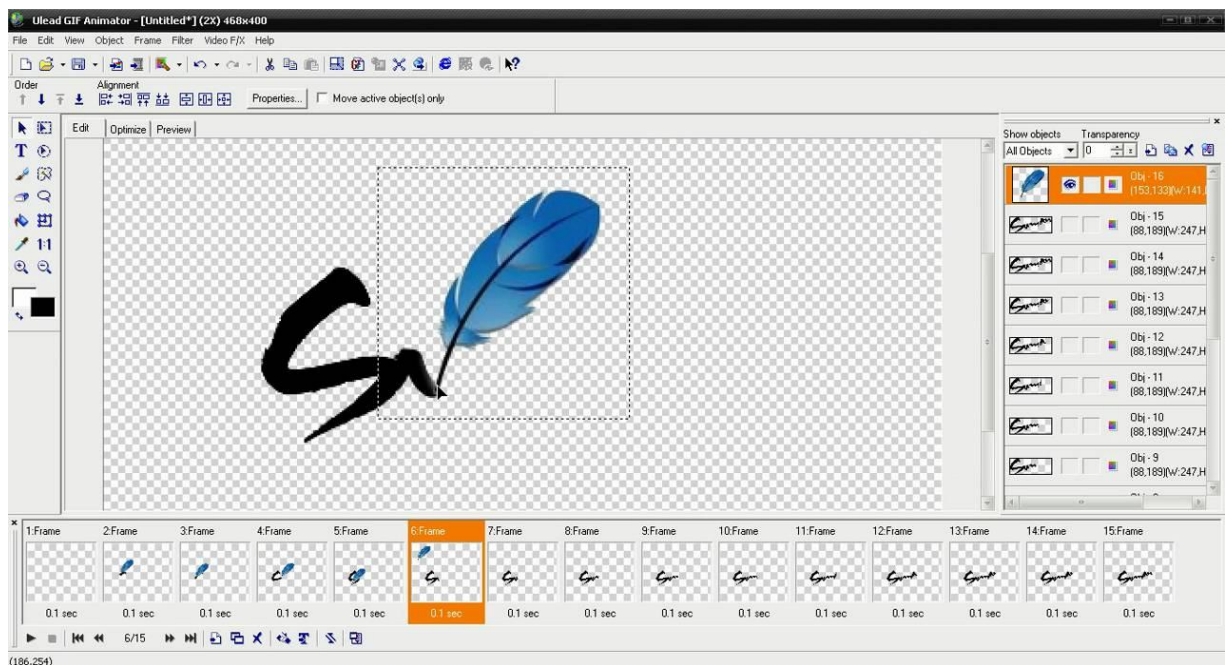 Ulead GIF Animator - [Untitled*] (2X) 468x400
File Edit View Object Frame Filter Video F/X Help
Order Alignment
Properties... Move active object(s) only
Edit Optimize Preview
Show objects Transparency
All Objects 0
T
1:1
Obj - 16
(153,133)(W:141,
Obj - 15
(88,189)(W:247,H
Obj - 14
(88,189)(W:247,H
Obj - 13
(88,189)(W:247,H
Obj - 12
(88,189)(W:247,H
Obj - 11
(88,189)(W:247,H
Obj - 10
(88,189)(W:247,H
Obj - 9
(88,189)(W:247,H
1:Frame 2:Frame 3:Frame 4:Frame 5:Frame 6:Frame 7:Frame 8:Frame 9:Frame 10:Frame 11:Frame 12:Frame 13:Frame 14:Frame 15:Frame
0.1 sec 0.1 sec 0.1 sec 0.1 sec 0.1 sec 0.1 sec 0.1 sec 0.1 sec 0.1 sec 0.1 sec 0.1 sec 0.1 sec 0.1 sec 0.1 sec 0.1 sec
6/15
(186,254)